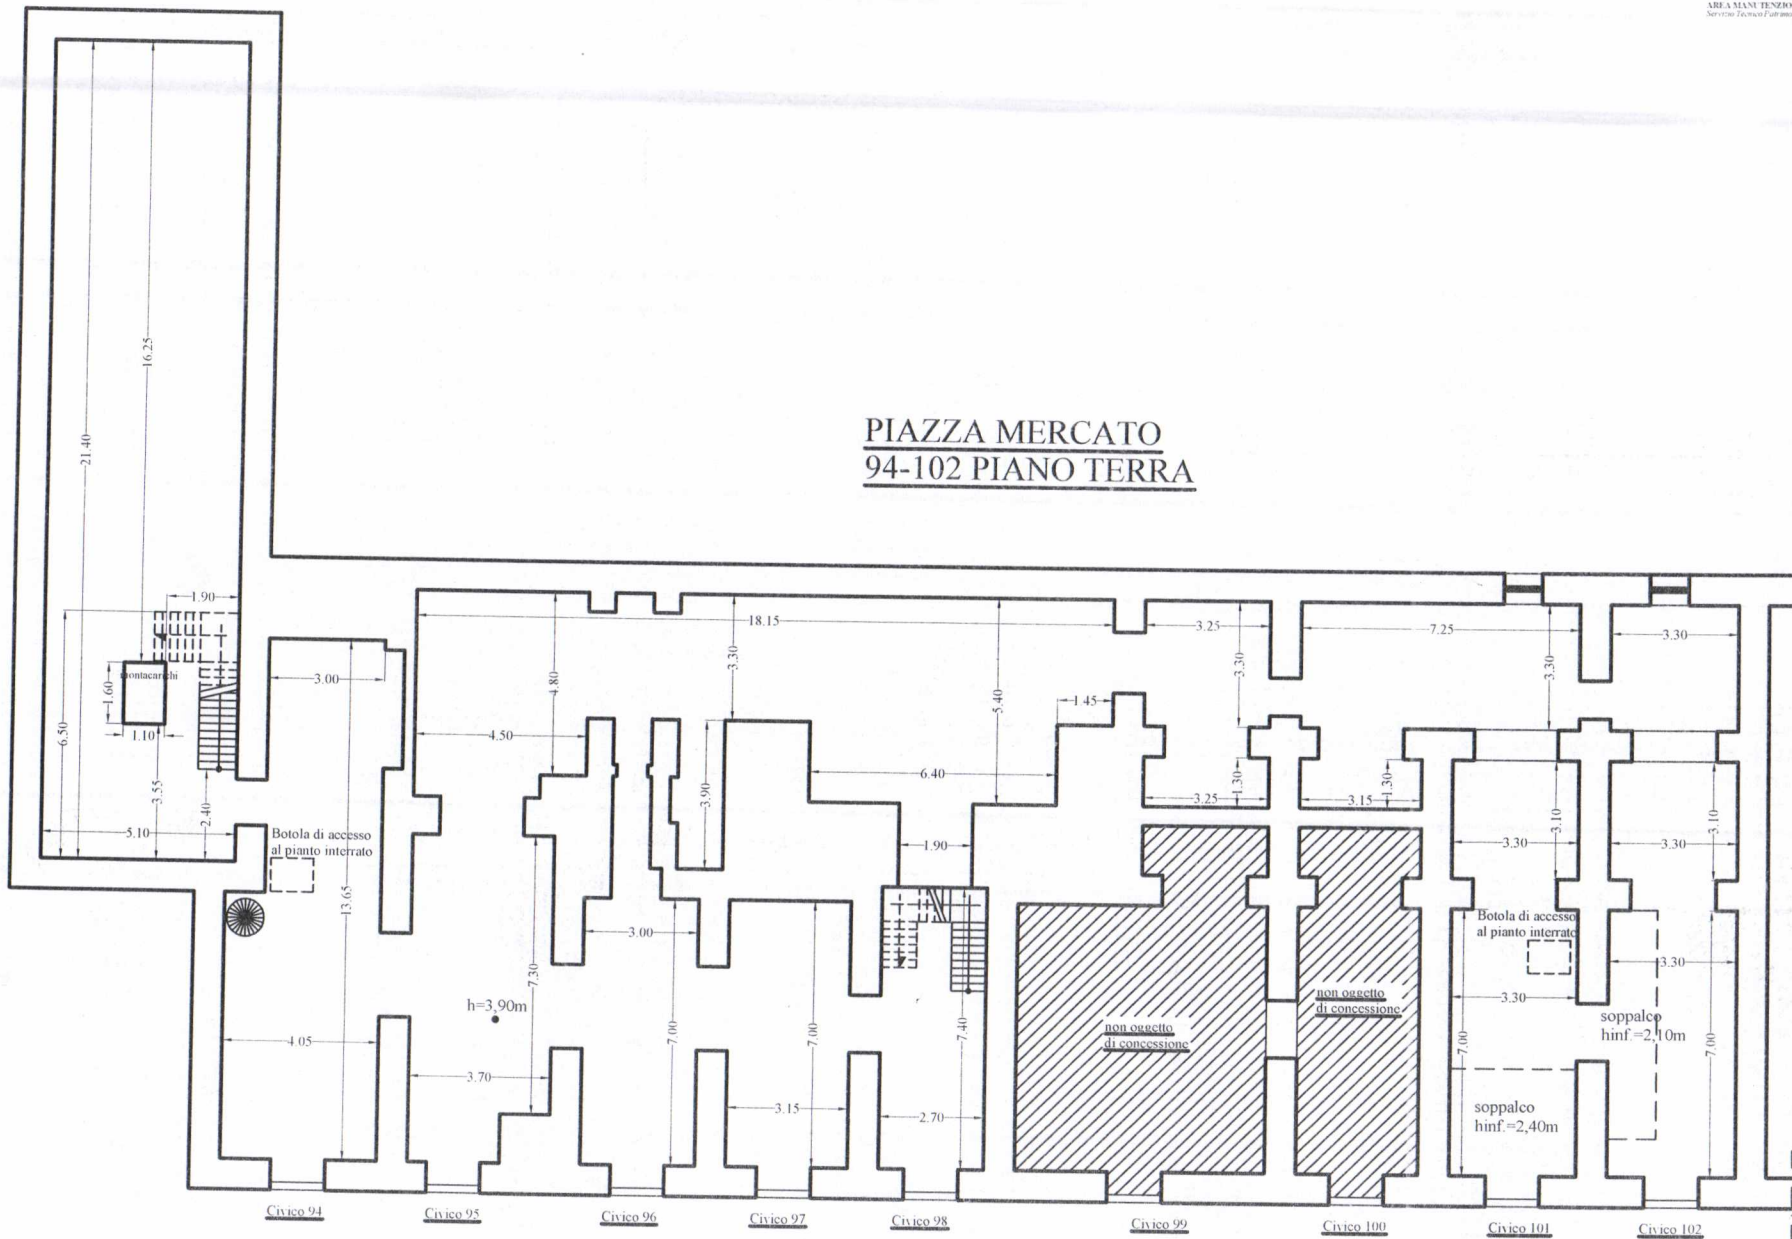 AREA MANUTENZIO
Servizio Tecnico Patrimo
PIAZZA MERCATO
94-102 PIANO TERRA
21.40
16.25
1.90
montacarichi
1.60
1.10
6.50
3.55
2.40
5.10
3.00
Botola di accesso
al pianto interrato
13.65
4.05
18.15
4.80
3.30
5.40
4.50
3.90
6.40
1.45
1.90
3.25
3.30
7.25
3.30
3.30
1.30
3.25
1.30
3.15
3.10
3.30
3.10
3.30
3.00
7.30
h=3,90m
3.70
7.00
7.00
3.15
7.40
2.70
non oggetto
di concessione
non oggetto
di concessione
Botola di accesso
al pianto interrato
3.30
3.30
soppalco
hinf.=2,10m
7.00
7.00
soppalco
hinf.=2,40m
Civico 94
Civico 95
Civico 96
Civico 97
Civico 98
Civico 99
Civico 100
Civico 101
Civico 102